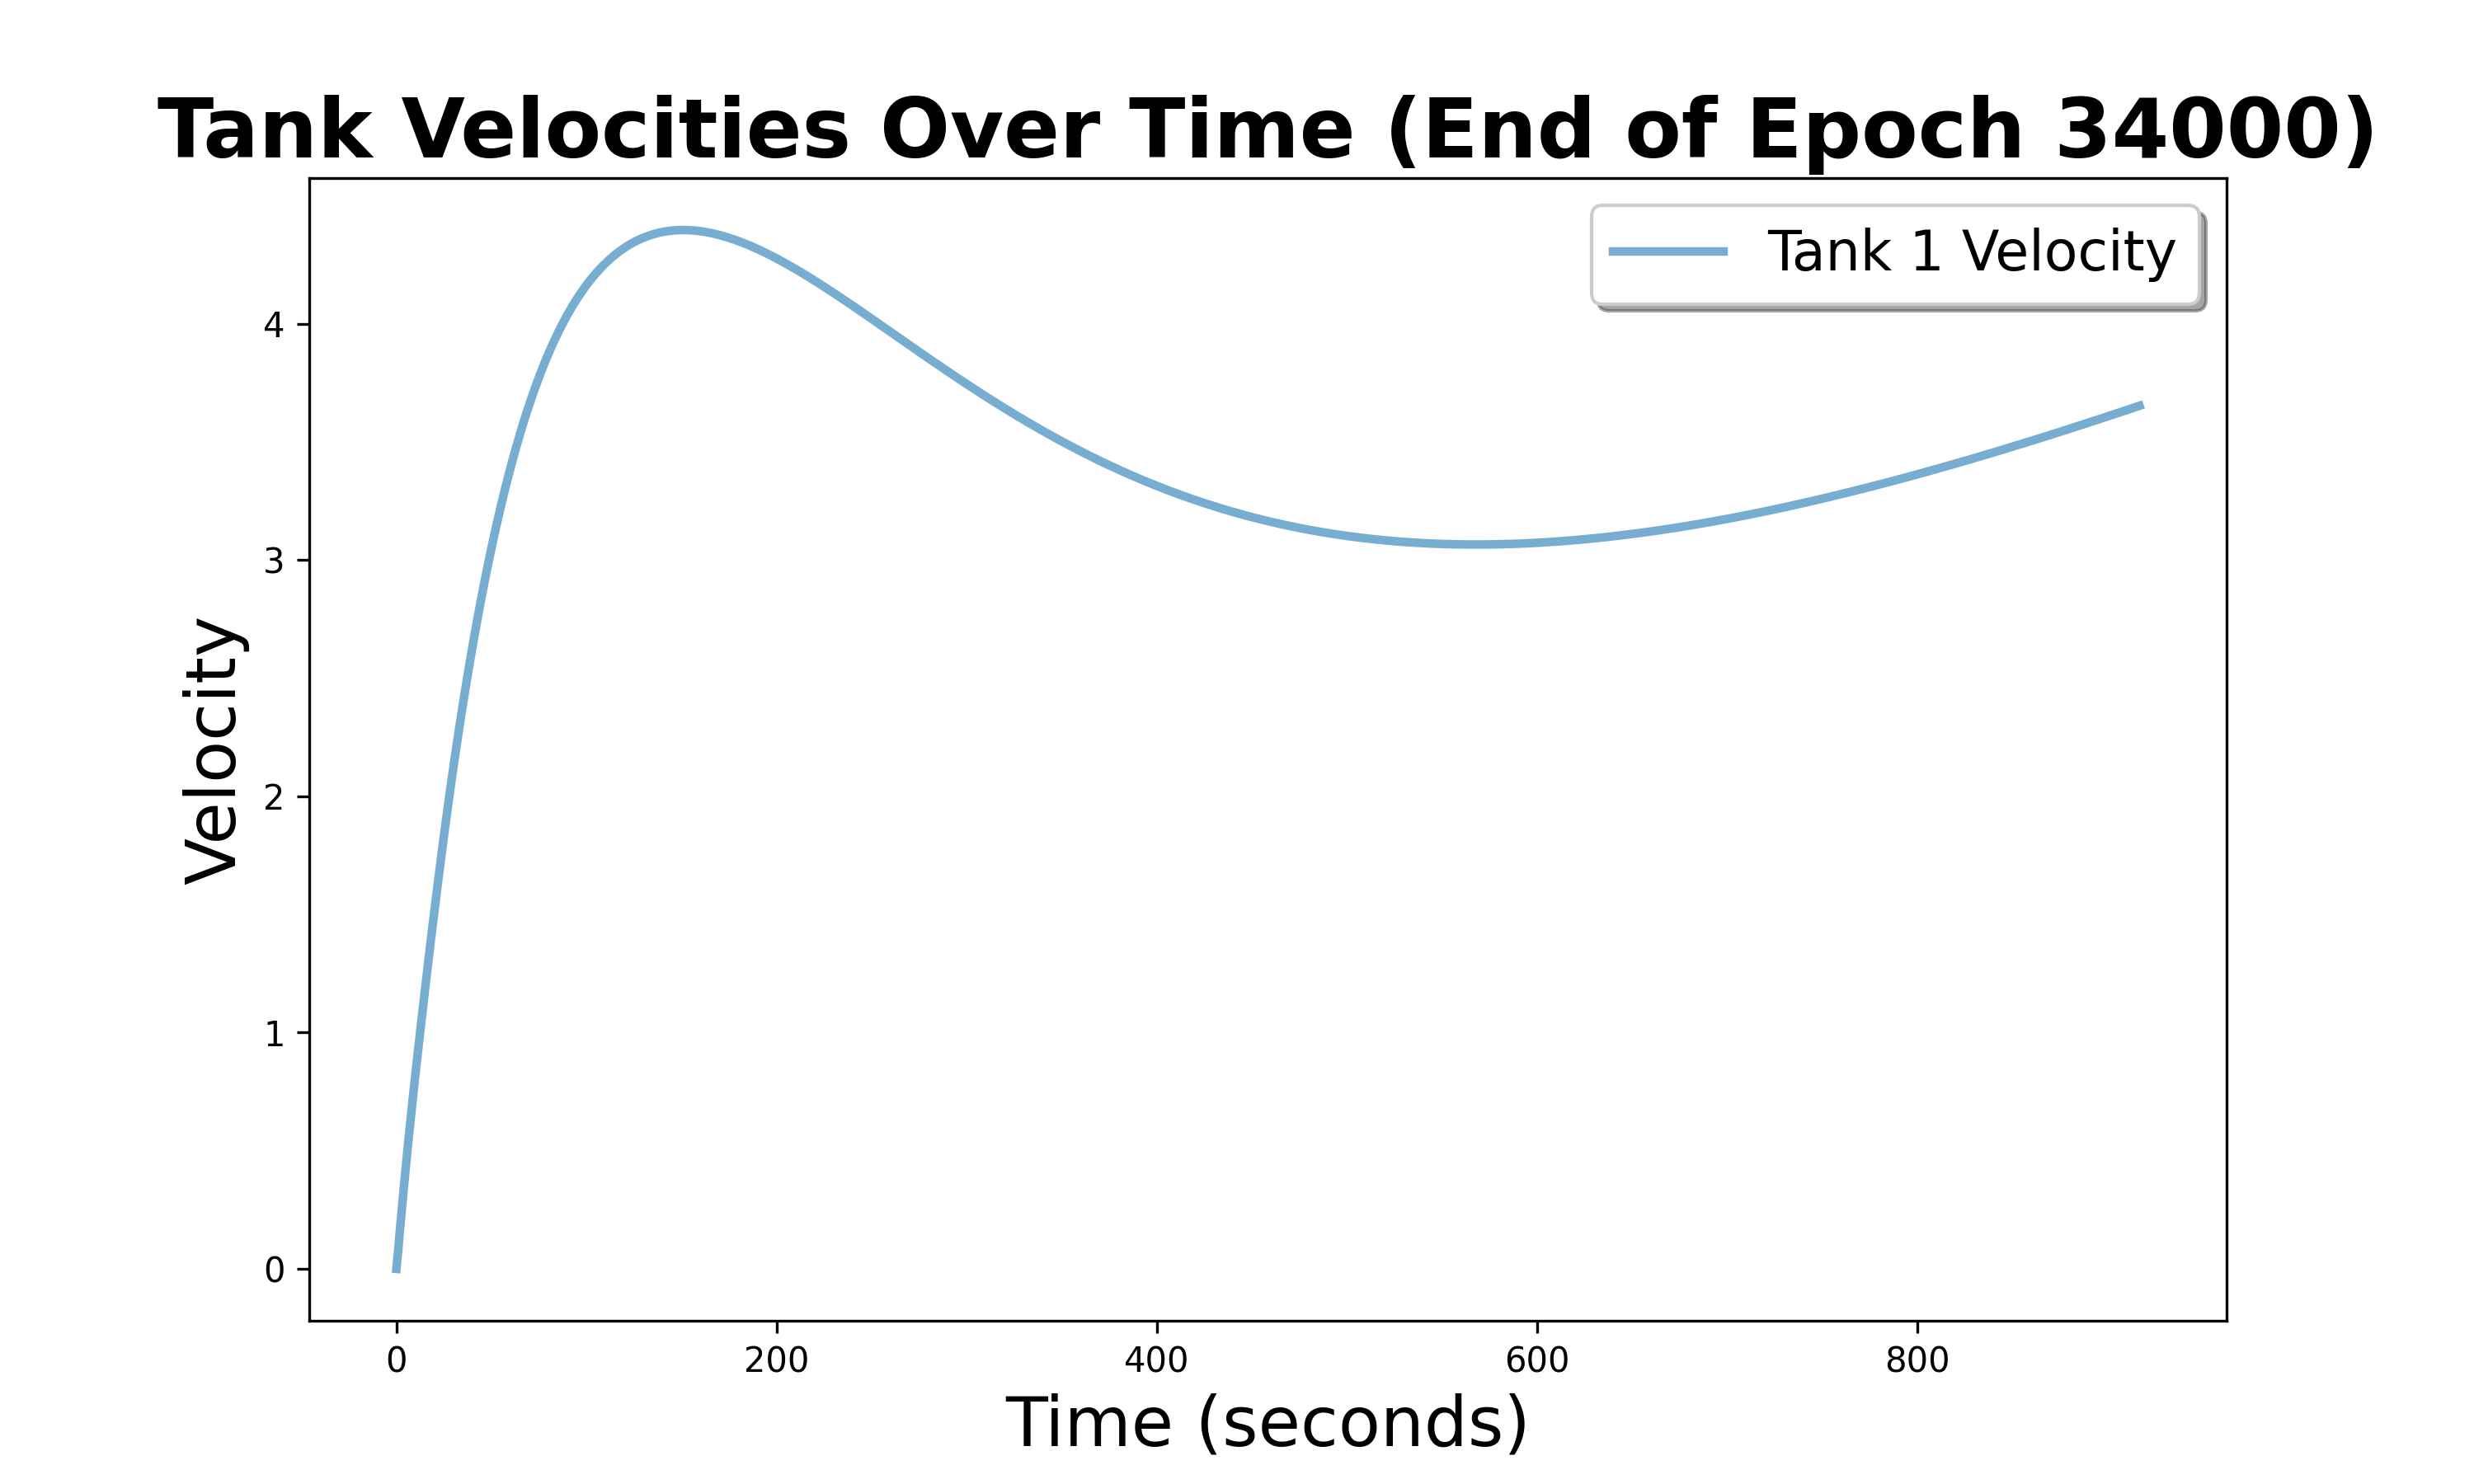 Tank Velocities Over Time (End of Epoch 34000)
Tank 1 Velocity
Velocity
4
3
2
1
0
0 200 400 600 800
Time (seconds)